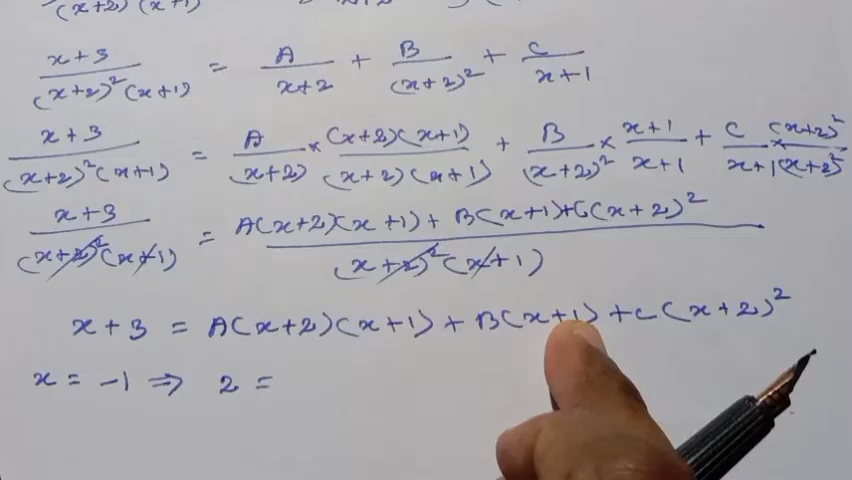 (x+2) (x+1)
x+3 / (x+2)² (x+1) = A / x+2 + B / (x+2)² + C / x+1
x+3 / (x+2)² (x+1) = A / (x+2) × (x+2)(x+1) / (x+2)(x+1) + B / (x+2)² × x+1 / x+1 + C / x+1 × (x+2)² / (x+2)²
x+3 / (x+2)² (x+1) = A(x+2)(x+1) + B(x+1)+C(x+2)² / (x+2)² (x+1)
x+3 = A(x+2)(x+1) + B(x+1) + C(x+2)²
x = -1 ⇒ 2 =